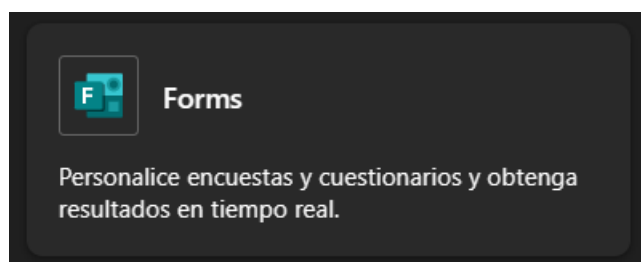 F
Forms
Personalice encuestas y cuestionarios y obtenga
resultados en tiempo real.